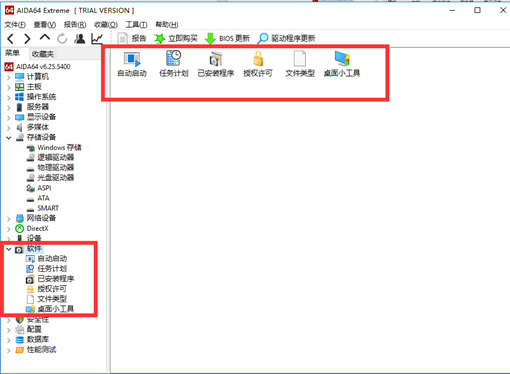 AIDA64 Extreme [ TRIAL VERSION ]
文件(F) 查看(V) 报告(R) 收藏(O) 工具(T) 帮助(H)
报告 立即购买 BIOS 更新 驱动程序更新
菜单 收藏夹
AIDA64 v6.25.5400
计算机
主板
操作系统
服务器
显示设备
多媒体
存储设备
Windows 存储
逻辑驱动器
物理驱动器
光盘驱动器
ASPI
ATA
SMART
网络设备
DirectX
设备
软件
自动启动
任务计划
已安装程序
授权许可
文件类型
桌面小工具
安全性
配置
数据库
性能测试
自动启动 任务计划 已安装程序 授权许可 文件类型 桌面小工具